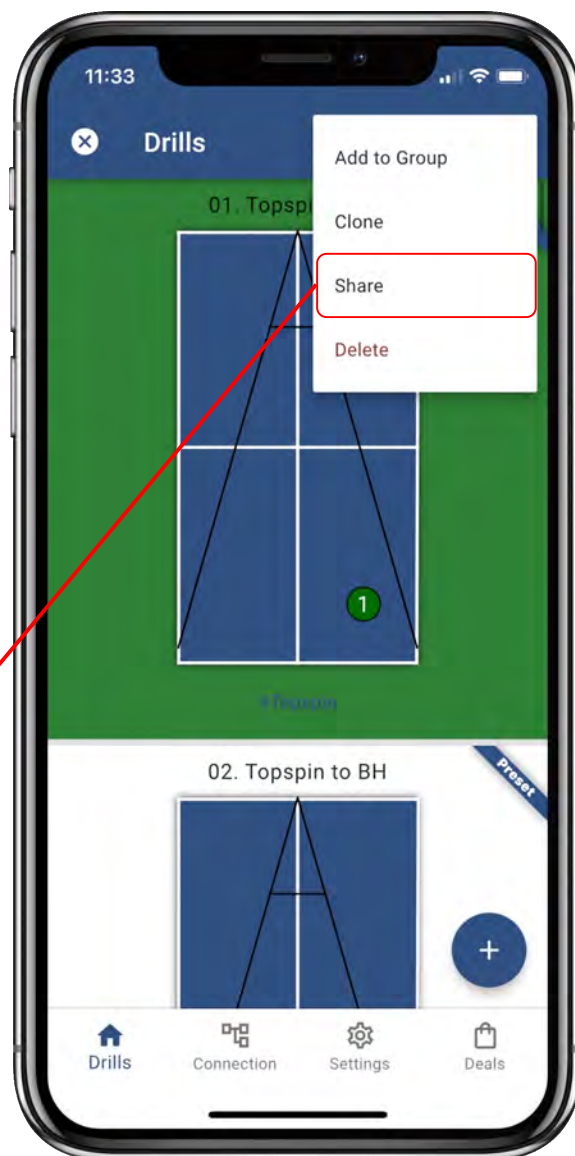 11:33
Drills
Add to Group
01. Topspi
Clone
Share
Delete
1
#Topspin
02. Topspin to BH
Preset
+
Drills
Connection
Settings
Deals